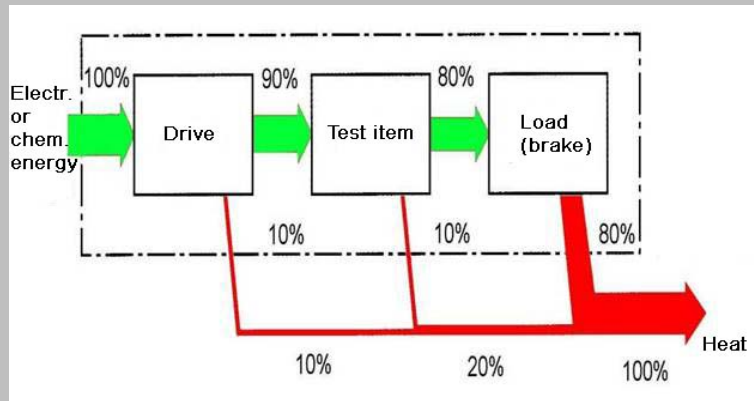 100%
90%
80%
Electr.
or
chem.
energy
Drive
Test item
Load
(brake)
10%
10%
80%
Heat
10%
20%
100%